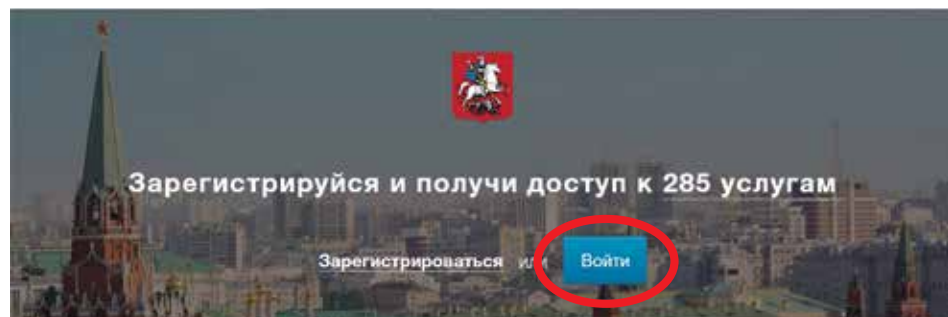 Зарегистрируйся и получи доступ к 285 услугам
Зарегистрироваться или Войти